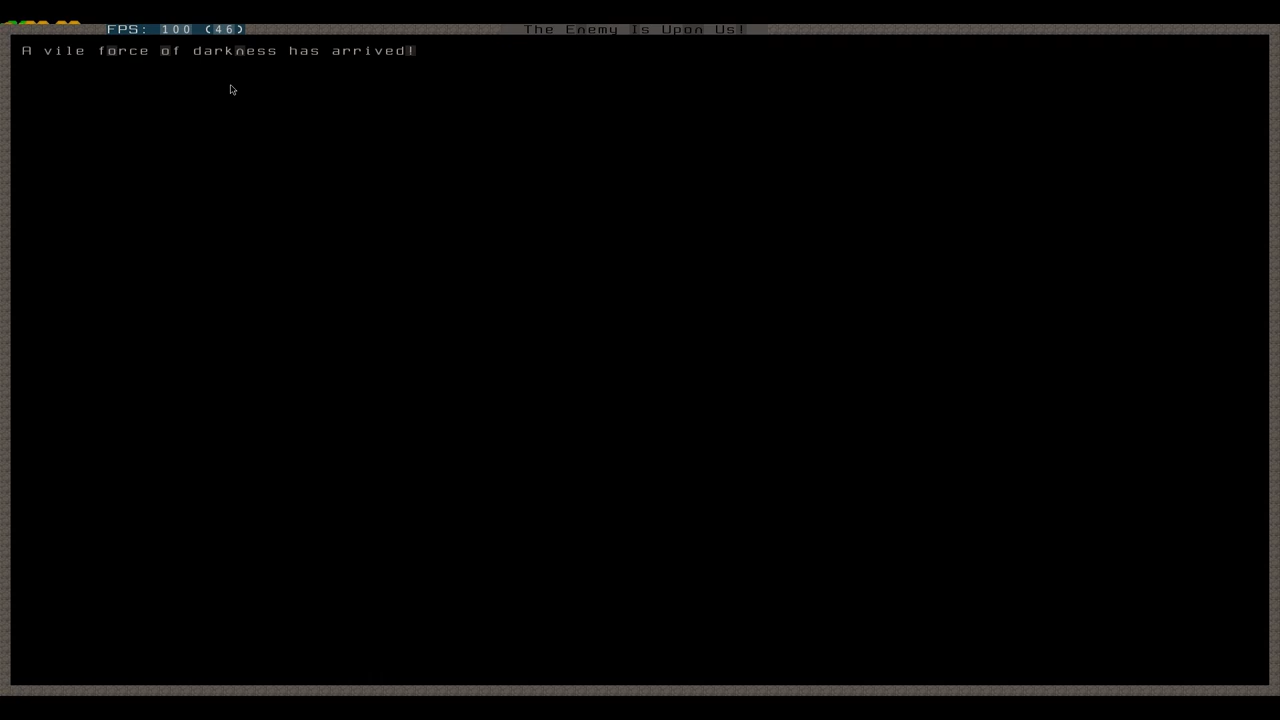 FPS: 100 (46)
The Enemy Is Upon Us!
A vile force of darkness has arrived!